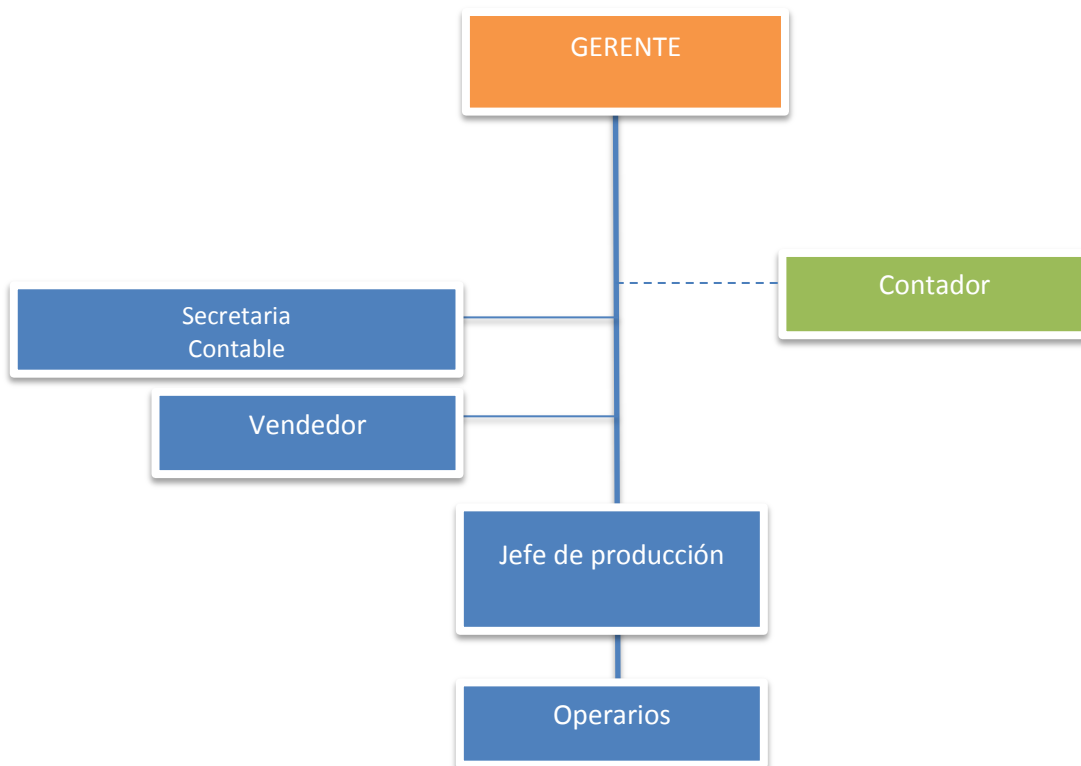 GERENTE
Contador
Secretaria
Contable
Vendedor
Jefe de producción
Operarios